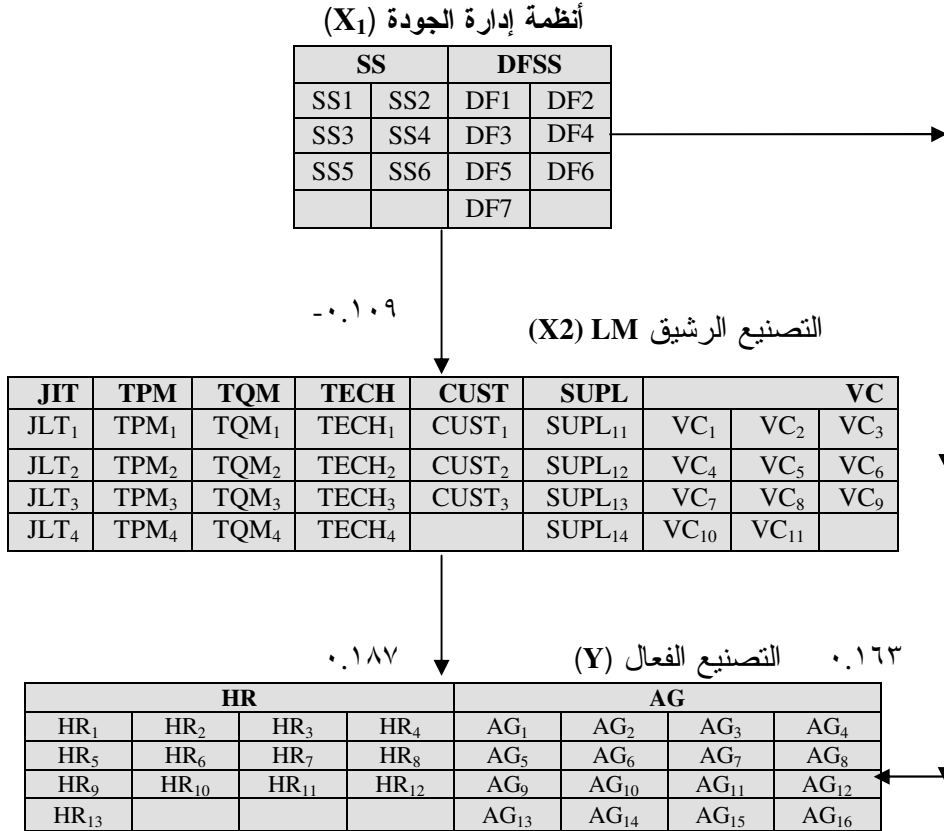 أنظمة إدارة الجودة (X₁)
SS DFSS
SS1 SS2 DF1 DF2
SS3 SS4 DF3 DF4
SS5 SS6 DF5 DF6
DF7
-٠.١٠٩
التصنيع الرشيق LM (X2)
JIT TPM TQM TECH CUST SUPL VC
JLT₁ TPM₁ TQM₁ TECH₁ CUST₁ SUPL₁₁ VC₁ VC₂ VC₃
JLT₂ TPM₂ TQM₂ TECH₂ CUST₂ SUPL₁₂ VC₄ VC₅ VC₆
JLT₃ TPM₃ TQM₃ TECH₃ CUST₃ SUPL₁₃ VC₇ VC₈ VC₉
JLT₄ TPM₄ TQM₄ TECH₄ SUPL₁₄ VC₁₀ VC₁₁
٠.١٨٧ التصنيع الفعال (Y) ٠.١٦٣
HR AG
HR₁ HR₂ HR₃ HR₄ AG₁ AG₂ AG₃ AG₄
HR₅ HR₆ HR₇ HR₈ AG₅ AG₆ AG₇ AG₈
HR₉ HR₁₀ HR₁₁ HR₁₂ AG₉ AG₁₀ AG₁₁ AG₁₂
HR₁₃ AG₁₃ AG₁₄ AG₁₅ AG₁₆